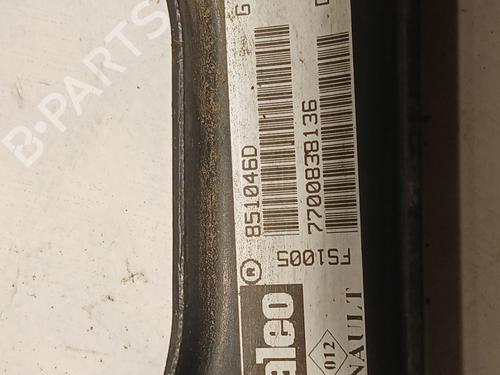 B-PARTS
G
851046D
7700838136
FS1005
R
aleo
012
NAULT